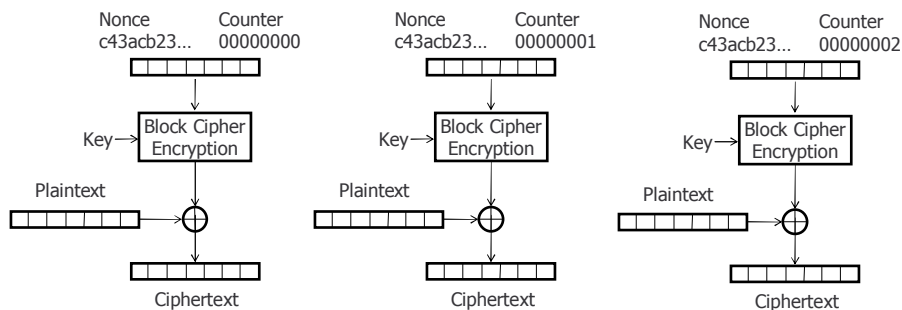 Nonce Counter
c43acb23... 00000000
Key
Block Cipher
Encryption
Plaintext
Ciphertext
Nonce Counter
c43acb23... 00000001
Key
Block Cipher
Encryption
Plaintext
Ciphertext
Nonce Counter
c43acb23... 00000002
Key
Block Cipher
Encryption
Plaintext
Ciphertext